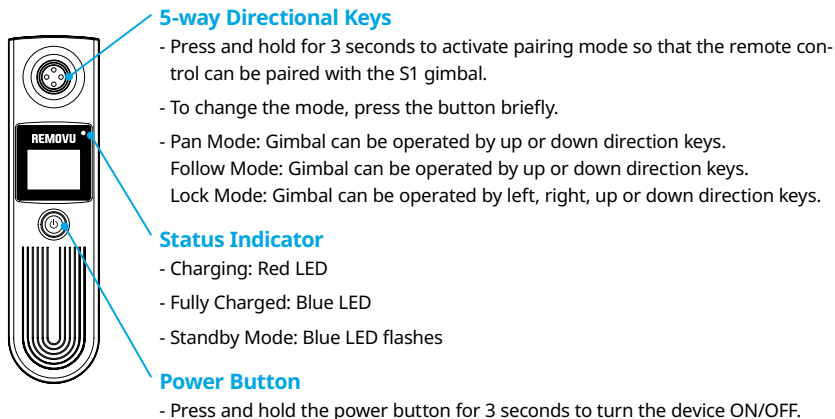 5-way Directional Keys
- Press and hold for 3 seconds to activate pairing mode so that the remote con-
trol can be paired with the S1 gimbal.
- To change the mode, press the button briefly.
- Pan Mode: Gimbal can be operated by up or down direction keys.
Follow Mode: Gimbal can be operated by up or down direction keys.
Lock Mode: Gimbal can be operated by left, right, up or down direction keys.
REMOVU
Status Indicator
- Charging: Red LED
- Fully Charged: Blue LED
- Standby Mode: Blue LED flashes
Power Button
- Press and hold the power button for 3 seconds to turn the device ON/OFF.